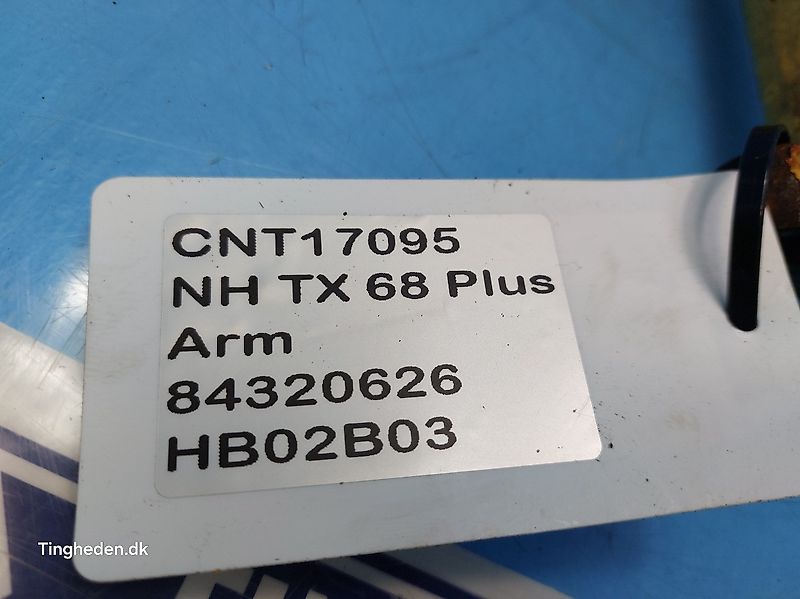 CNT17095
NH TX 68 Plus
Arm
84320626
HB02B03
Tingheden.dk